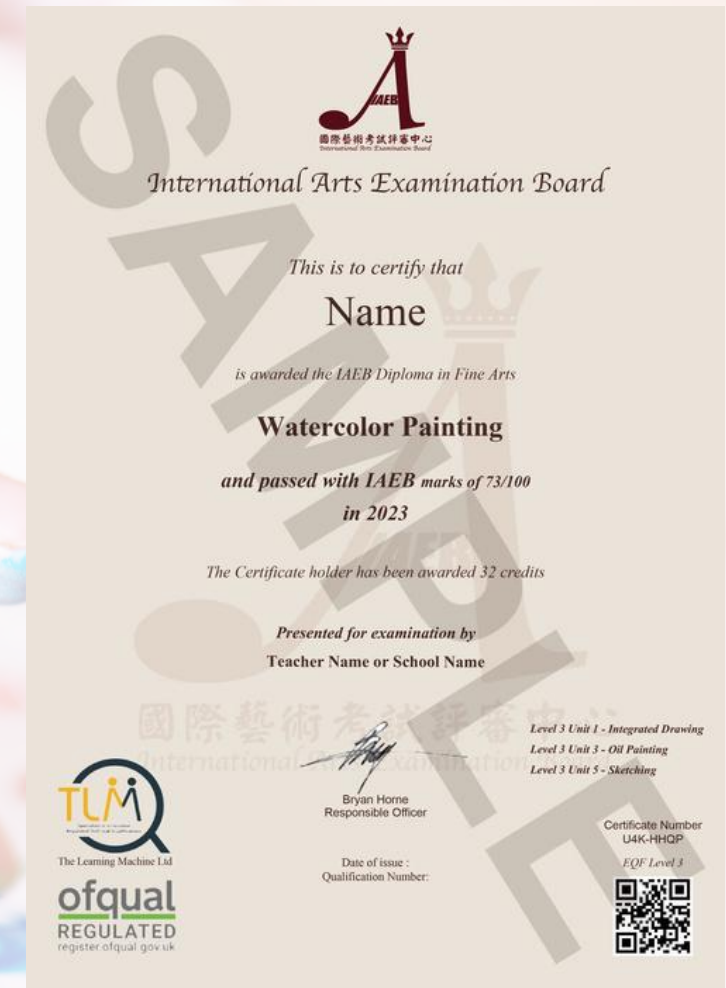 IAEB
國際藝術考試評審中心
International Arts Examination Board
International Arts Examination Board
This is to certify that
Name
is awarded the IAEB Diploma in Fine Arts
Watercolor Painting
and passed with IAEB marks of 73/100
in 2023
IAEB
The Certificate holder has been awarded 32 credits
Presented for examination by
Teacher Name or School Name
國際藝術考試評審中心
International Arts Examination Board
Level 3 Unit 1 - Integrated Drawing
Level 3 Unit 3 - Oil Painting
Level 3 Unit 5 - Sketching
Bryan Horne
Responsible Officer
TLM
The Learning Machine Ltd
Certificate Number
U4K-HHQP
EQF Level 3
Date of issue :
Qualification Number:
ofqual
REGULATED
register ofqual gov uk
SAMPLE